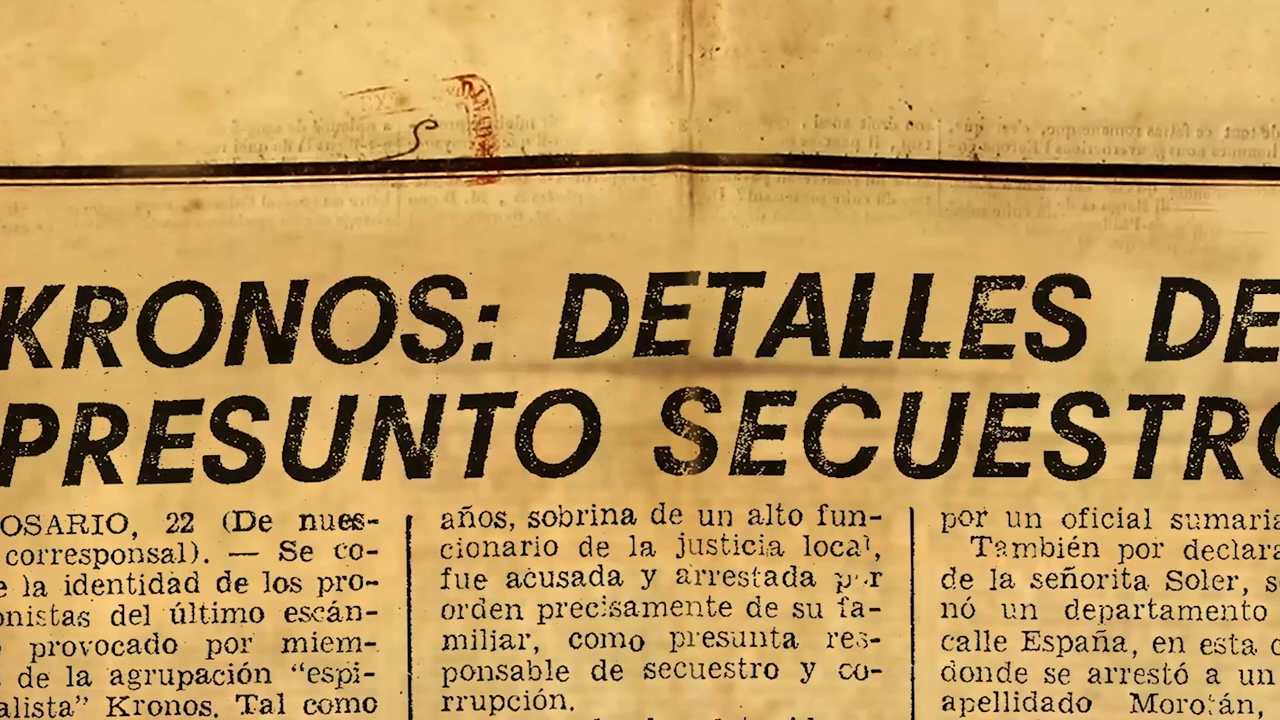 KRONOS: DETALLES DE
PRESUNTO SECUESTRO
OSARIO, 22 (De nues-
corresponsal). — Se co-
e la identidad de los pro-
onistas del último escán-
provocado por miem-
de la agrupación “espi-
alista” Kronos. Tal como
años, sobrina de un alto fun-
cionario de la justicia local,
fue acusada y arrestada por
orden precisamente de su fa-
miliar, como presunta res-
ponsable de secuestro y co-
rrupción.
por un oficial sumaria
También por declara
de la señorita Soler, s
nó un departamento
calle España, en esta c
donde se arrestó a un
apellidado